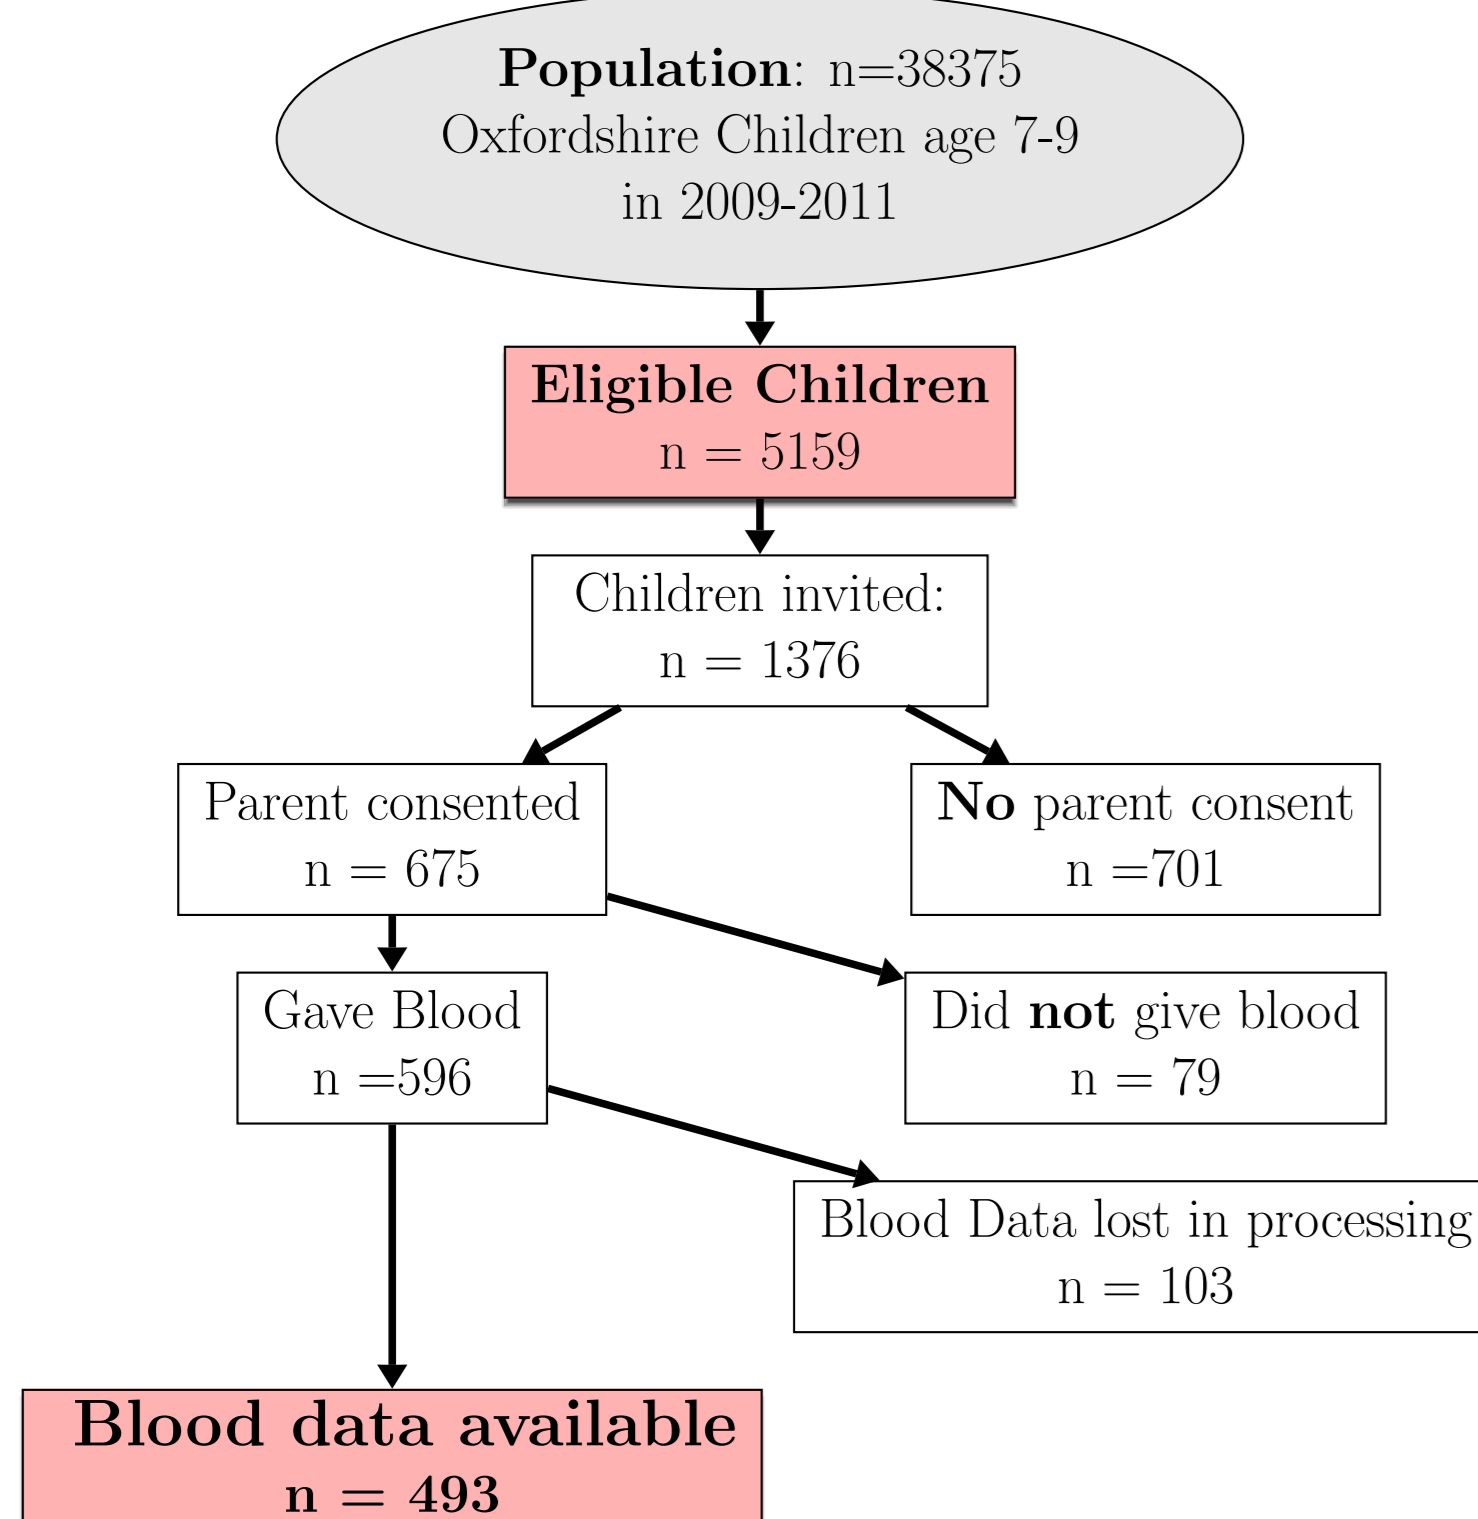 Population: n=38375
Oxfordshire Children age 7-9
in 2009-2011
Eligible Children
n = 5159
Children invited:
n = 1376
Parent consented
n = 675
No parent consent
n =701
Gave Blood
n =596
Did not give blood
n = 79
Blood Data lost in processing
n = 103
Blood data available
n = 493